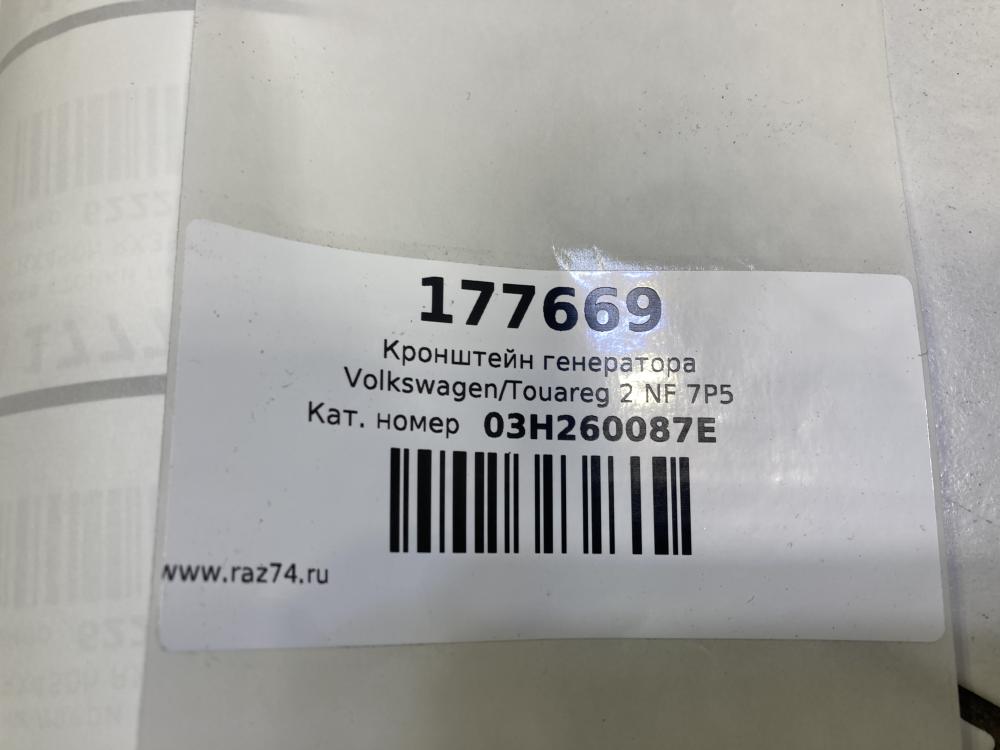 177669
Кронштейн генератора
Volkswagen/Touareg 2 NF 7P5
Кат. номер 03H260087E
www.raz74.ru